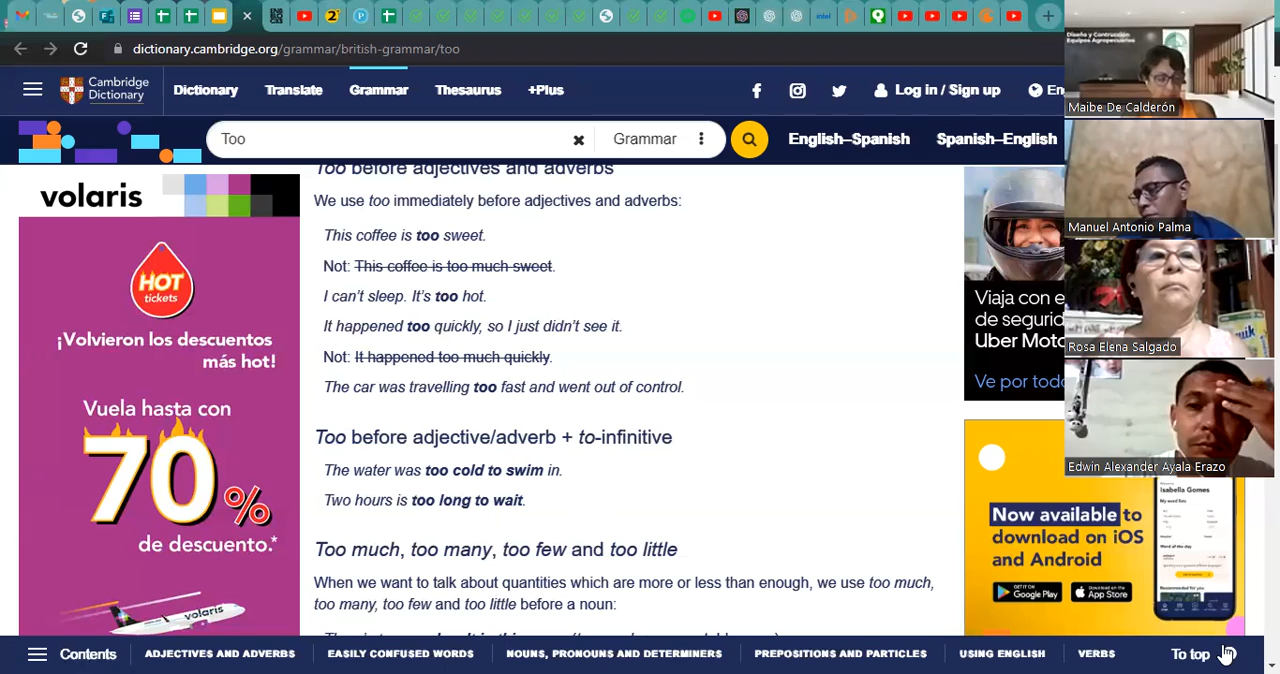 dictionary.cambridge.org/grammar/british-grammar/too
Cambridge
Dictionary
Dictionary
Translate
Grammar
Thesaurus
+Plus
Log in / Sign up
Too
Grammar
English–Spanish
Spanish–English
volaris
HOT
tickets
¡Volvieron los descuentos
más hot!
Vuela hasta con
70%
de descuento.*
volaris
Too before adjectives and adverbs
We use too immediately before adjectives and adverbs:
This coffee is too sweet.
Not: This coffee is too much sweet.
I can’t sleep. It’s too hot.
It happened too quickly, so I just didn’t see it.
Not: It happened too much quickly.
The car was travelling too fast and went out of control.
Too before adjective/adverb + to-infinitive
The water was too cold to swim in.
Two hours is too long to wait.
Too much, too many, too few and too little
When we want to talk about quantities which are more or less than enough, we use too much,
too many, too few and too little before a noun:
Viaja con e
de segurid
Uber Moto
Ve por todo
Now available to
download on iOS
and Android
GET IT ON
Google Play
App Store
Isabella Gomes
Maibe De Calderón
Manuel Antonio Palma
Rosa Elena Salgado
Edwin Alexander Ayala Erazo
Diseño y Contrucción
Equipos Agropecuarios
Contents
ADJECTIVES AND ADVERBS
EASILY CONFUSED WORDS
NOUNS, PRONOUNS AND DETERMINERS
PREPOSITIONS AND PARTICLES
USING ENGLISH
VERBS
To top